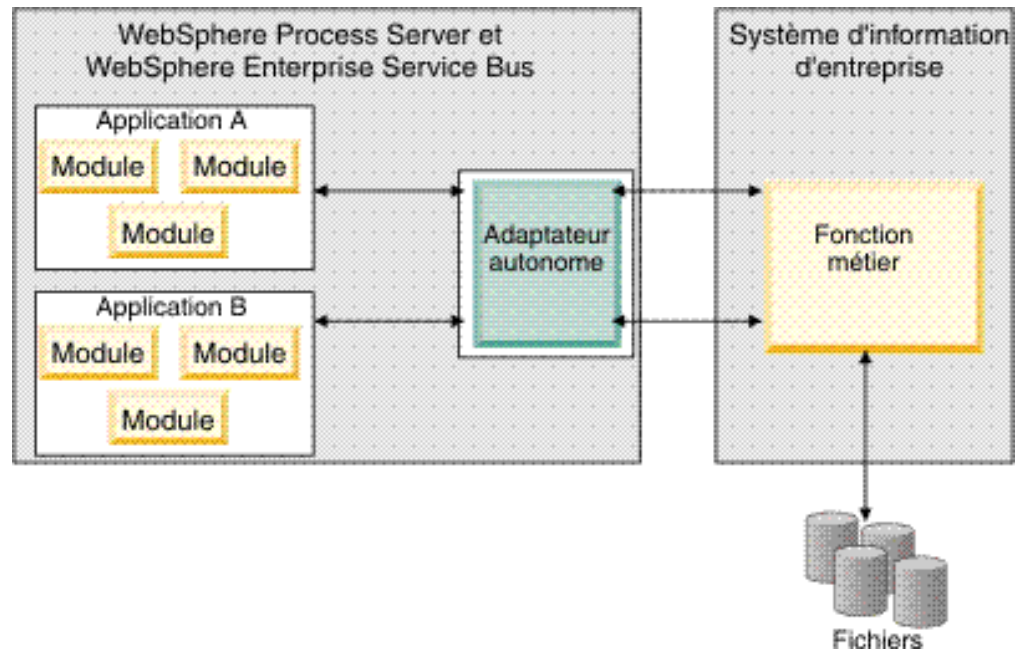 WebSphere Process Server et
WebSphere Enterprise Service Bus
Application A
Module
Module
Module
Application B
Module
Module
Module
Adaptateur
autonome
Système d'information
d'entreprise
Fonction
métier
Fichiers